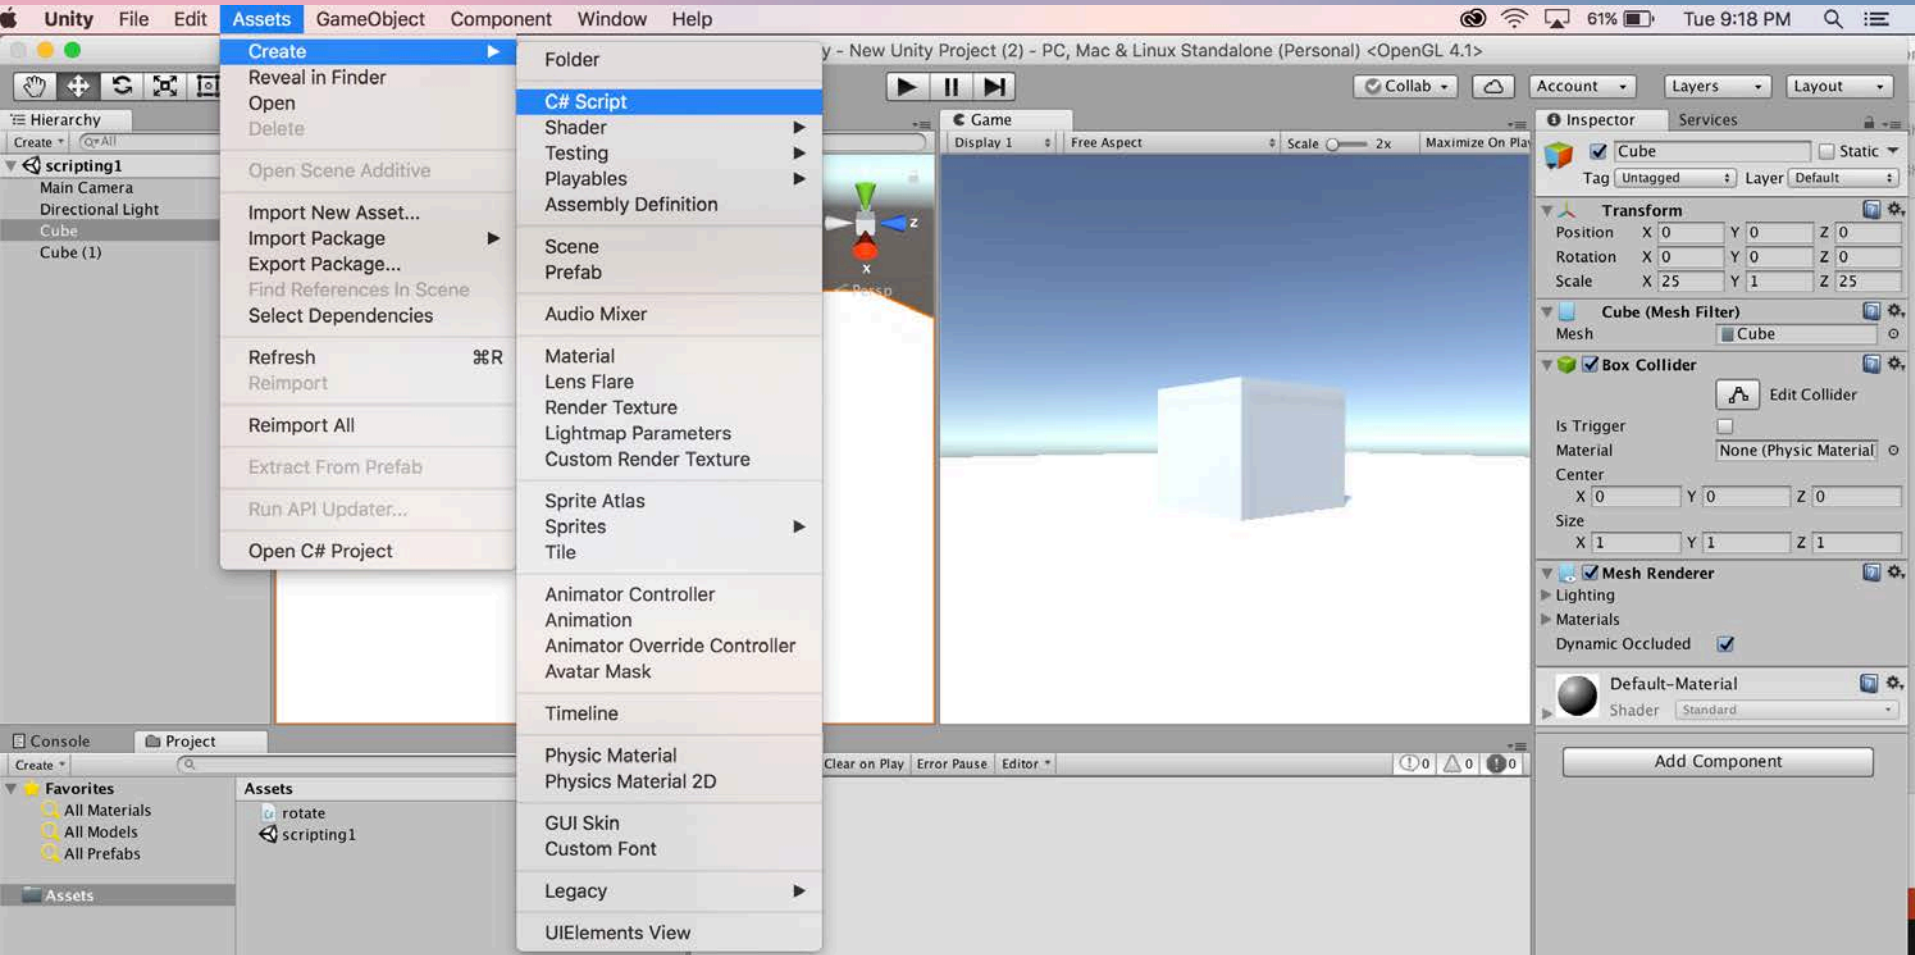 Unity File Edit Assets GameObject Component Window Help
61% Tue 9:18 PM
New Unity Project (2) - PC, Mac & Linux Standalone (Personal) <OpenGL 4.1>
Collab Account Layers Layout
Create
Reveal in Finder
Open
Delete
Open Scene Additive
Import New Asset...
Import Package
Export Package...
Find References In Scene
Select Dependencies
Refresh ⌘R
Reimport
Reimport All
Extract From Prefab
Run API Updater...
Open C# Project
Folder
C# Script
Shader
Testing
Playables
Assembly Definition
Scene
Prefab
Audio Mixer
Material
Lens Flare
Render Texture
Lightmap Parameters
Custom Render Texture
Sprite Atlas
Sprites
Tile
Animator Controller
Animation
Animator Override Controller
Avatar Mask
Timeline
Physic Material
Physics Material 2D
GUI Skin
Custom Font
Legacy
UIElements View
Hierarchy
Create All
scripting1
Main Camera
Directional Light
Cube
Cube (1)
z
x
Persp
Game
Display 1 Free Aspect Scale 2x Maximize On Play
Inspector Services
Cube Static
Tag Untagged Layer Default
Transform
Position X 0 Y 0 Z 0
Rotation X 0 Y 0 Z 0
Scale X 25 Y 1 Z 25
Cube (Mesh Filter)
Mesh Cube
Box Collider
Edit Collider
Is Trigger
Material None (Physic Material)
Center
X 0 Y 0 Z 0
Size
X 1 Y 1 Z 1
Mesh Renderer
Lighting
Materials
Dynamic Occluded
Default-Material
Shader Standard
Add Component
Console Project
Create
Clear on Play Error Pause Editor 0 0 0
Favorites
All Materials
All Models
All Prefabs
Assets
Assets
rotate
scripting1